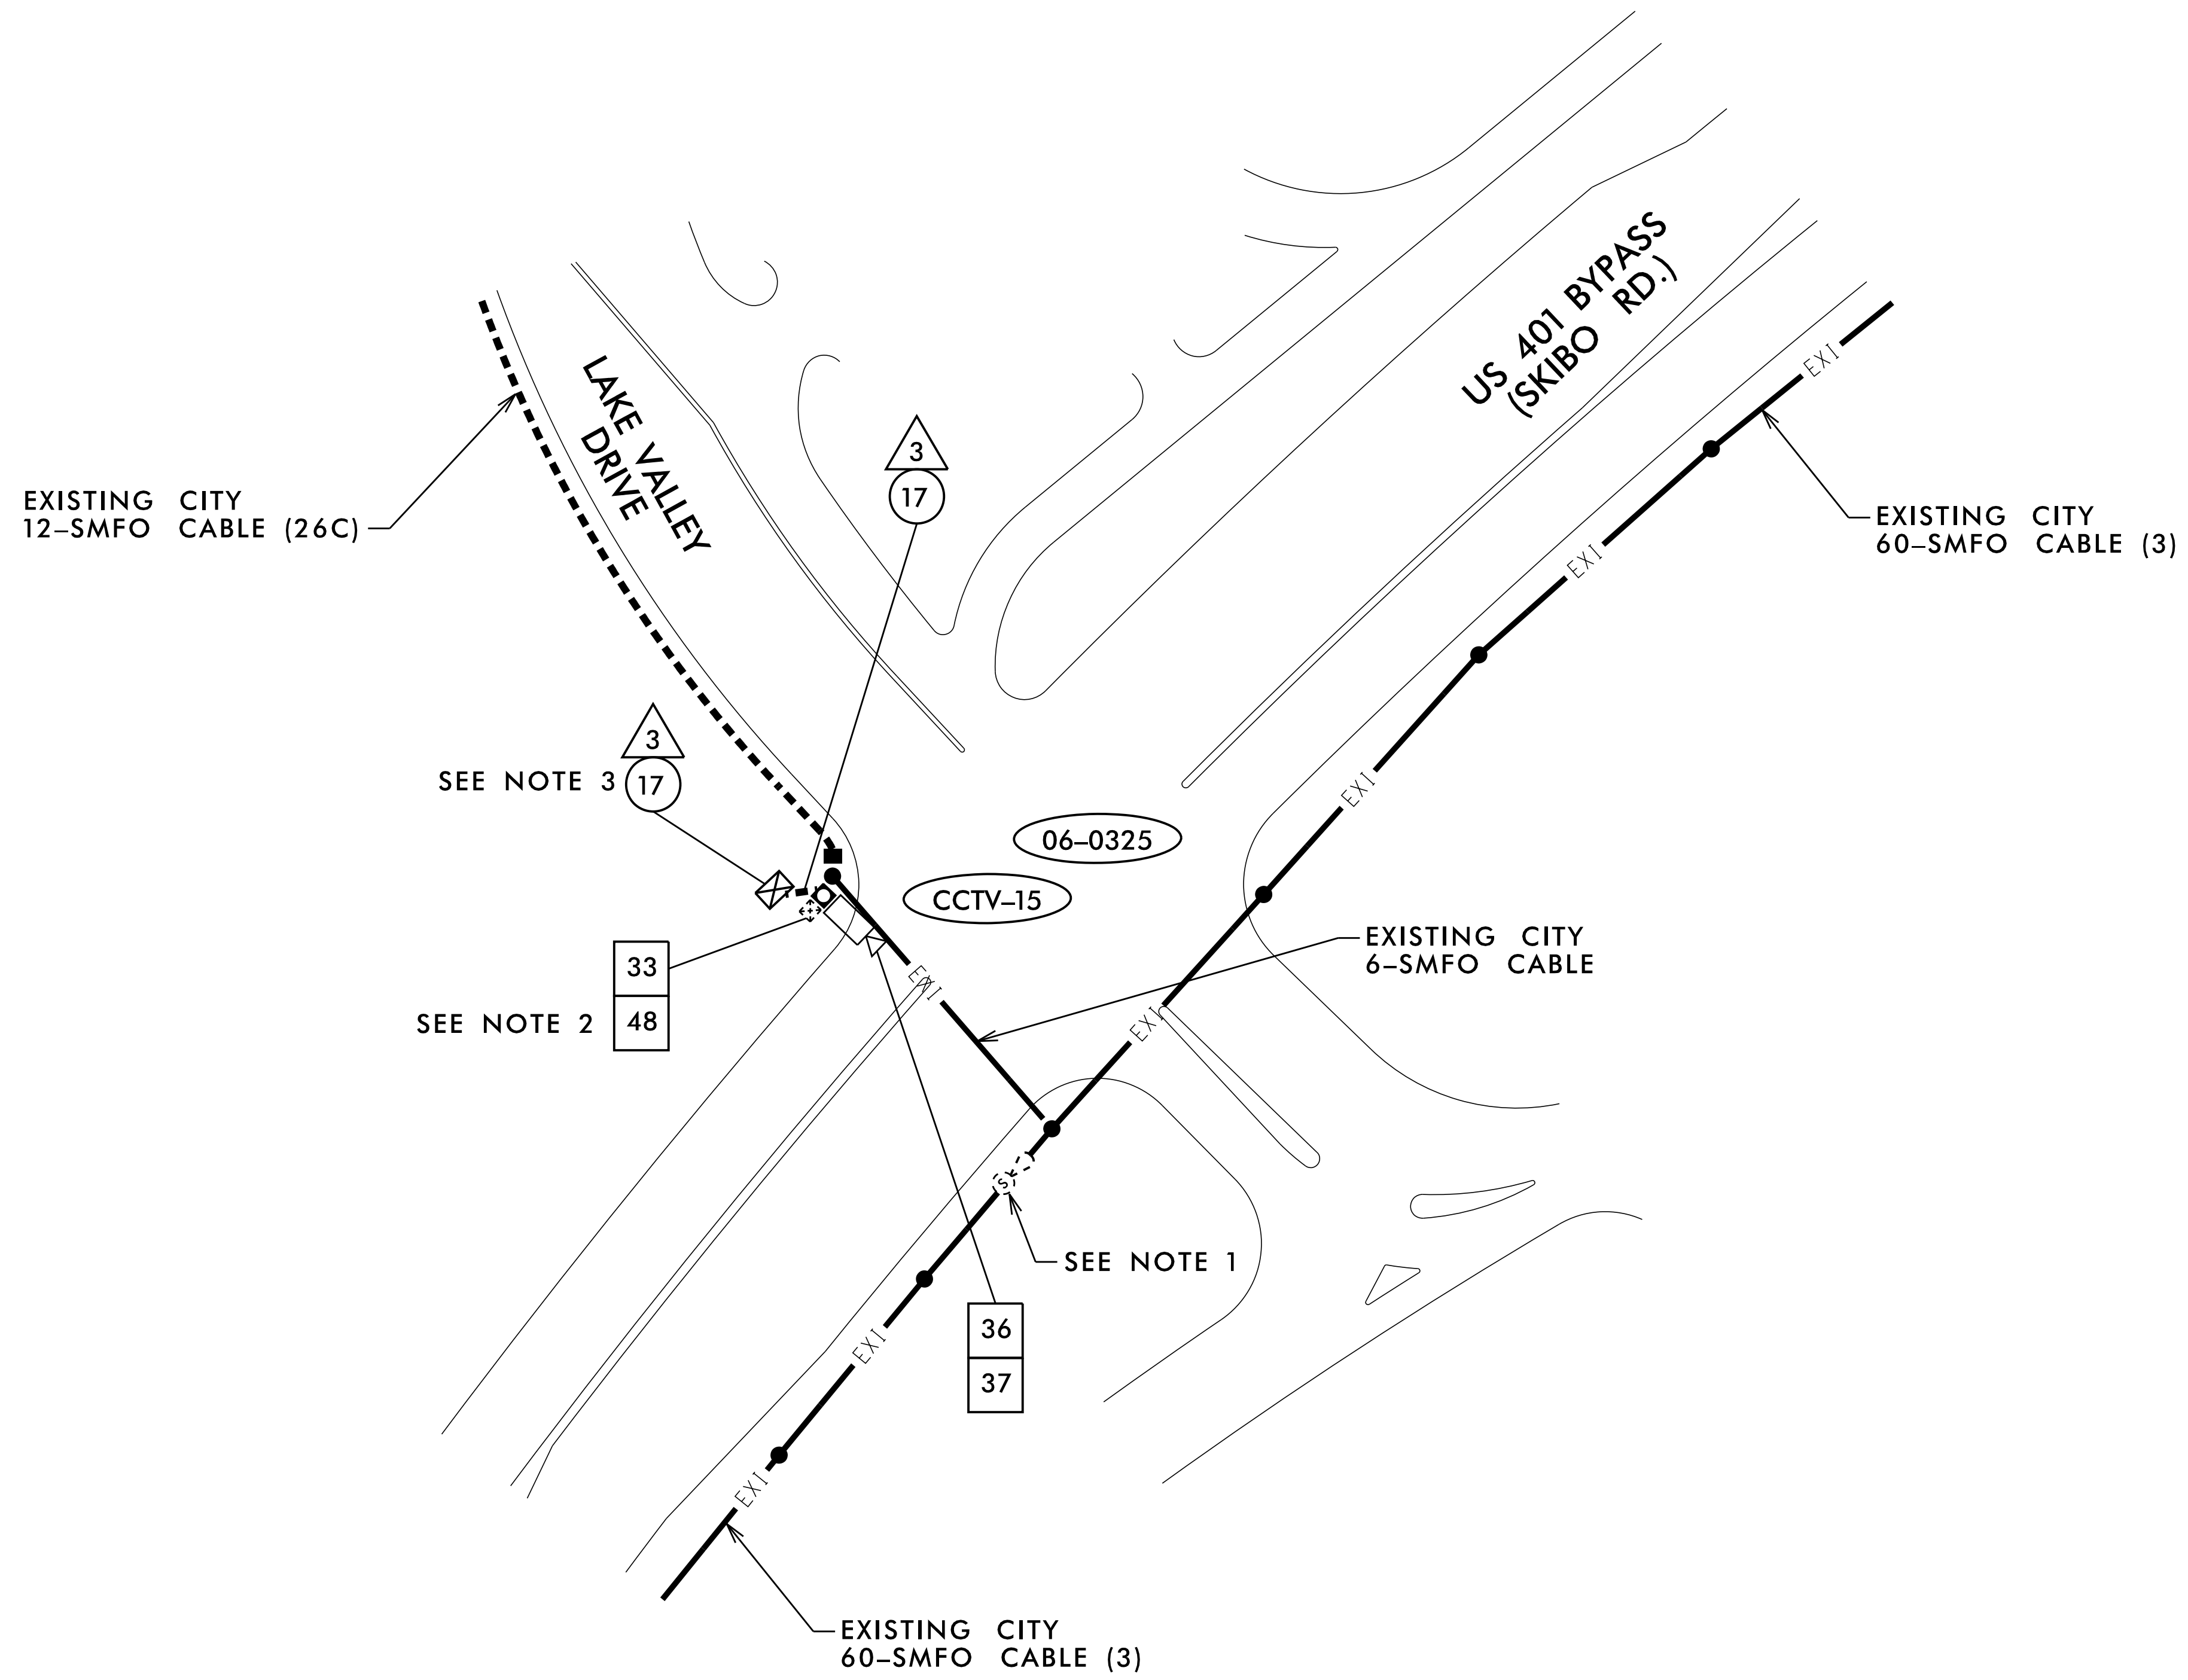 US 401 BYPASS
(SKIBO RD.)
EXI
LAKE VALLEY
DRIVE
3
17
EXISTING CITY
12–SMFO CABLE (26C)
EXISTING CITY
60–SMFO CABLE (3)
EXI
3
SEE NOTE 3
17
EXI
06–0325
CCTV–15
EXISTING CITY
6–SMFO CABLE
33
48
SEE NOTE 2
EXI
EXI
S
SEE NOTE 1
36
37
EXI
EXI
EXISTING CITY
60–SMFO CABLE (3)